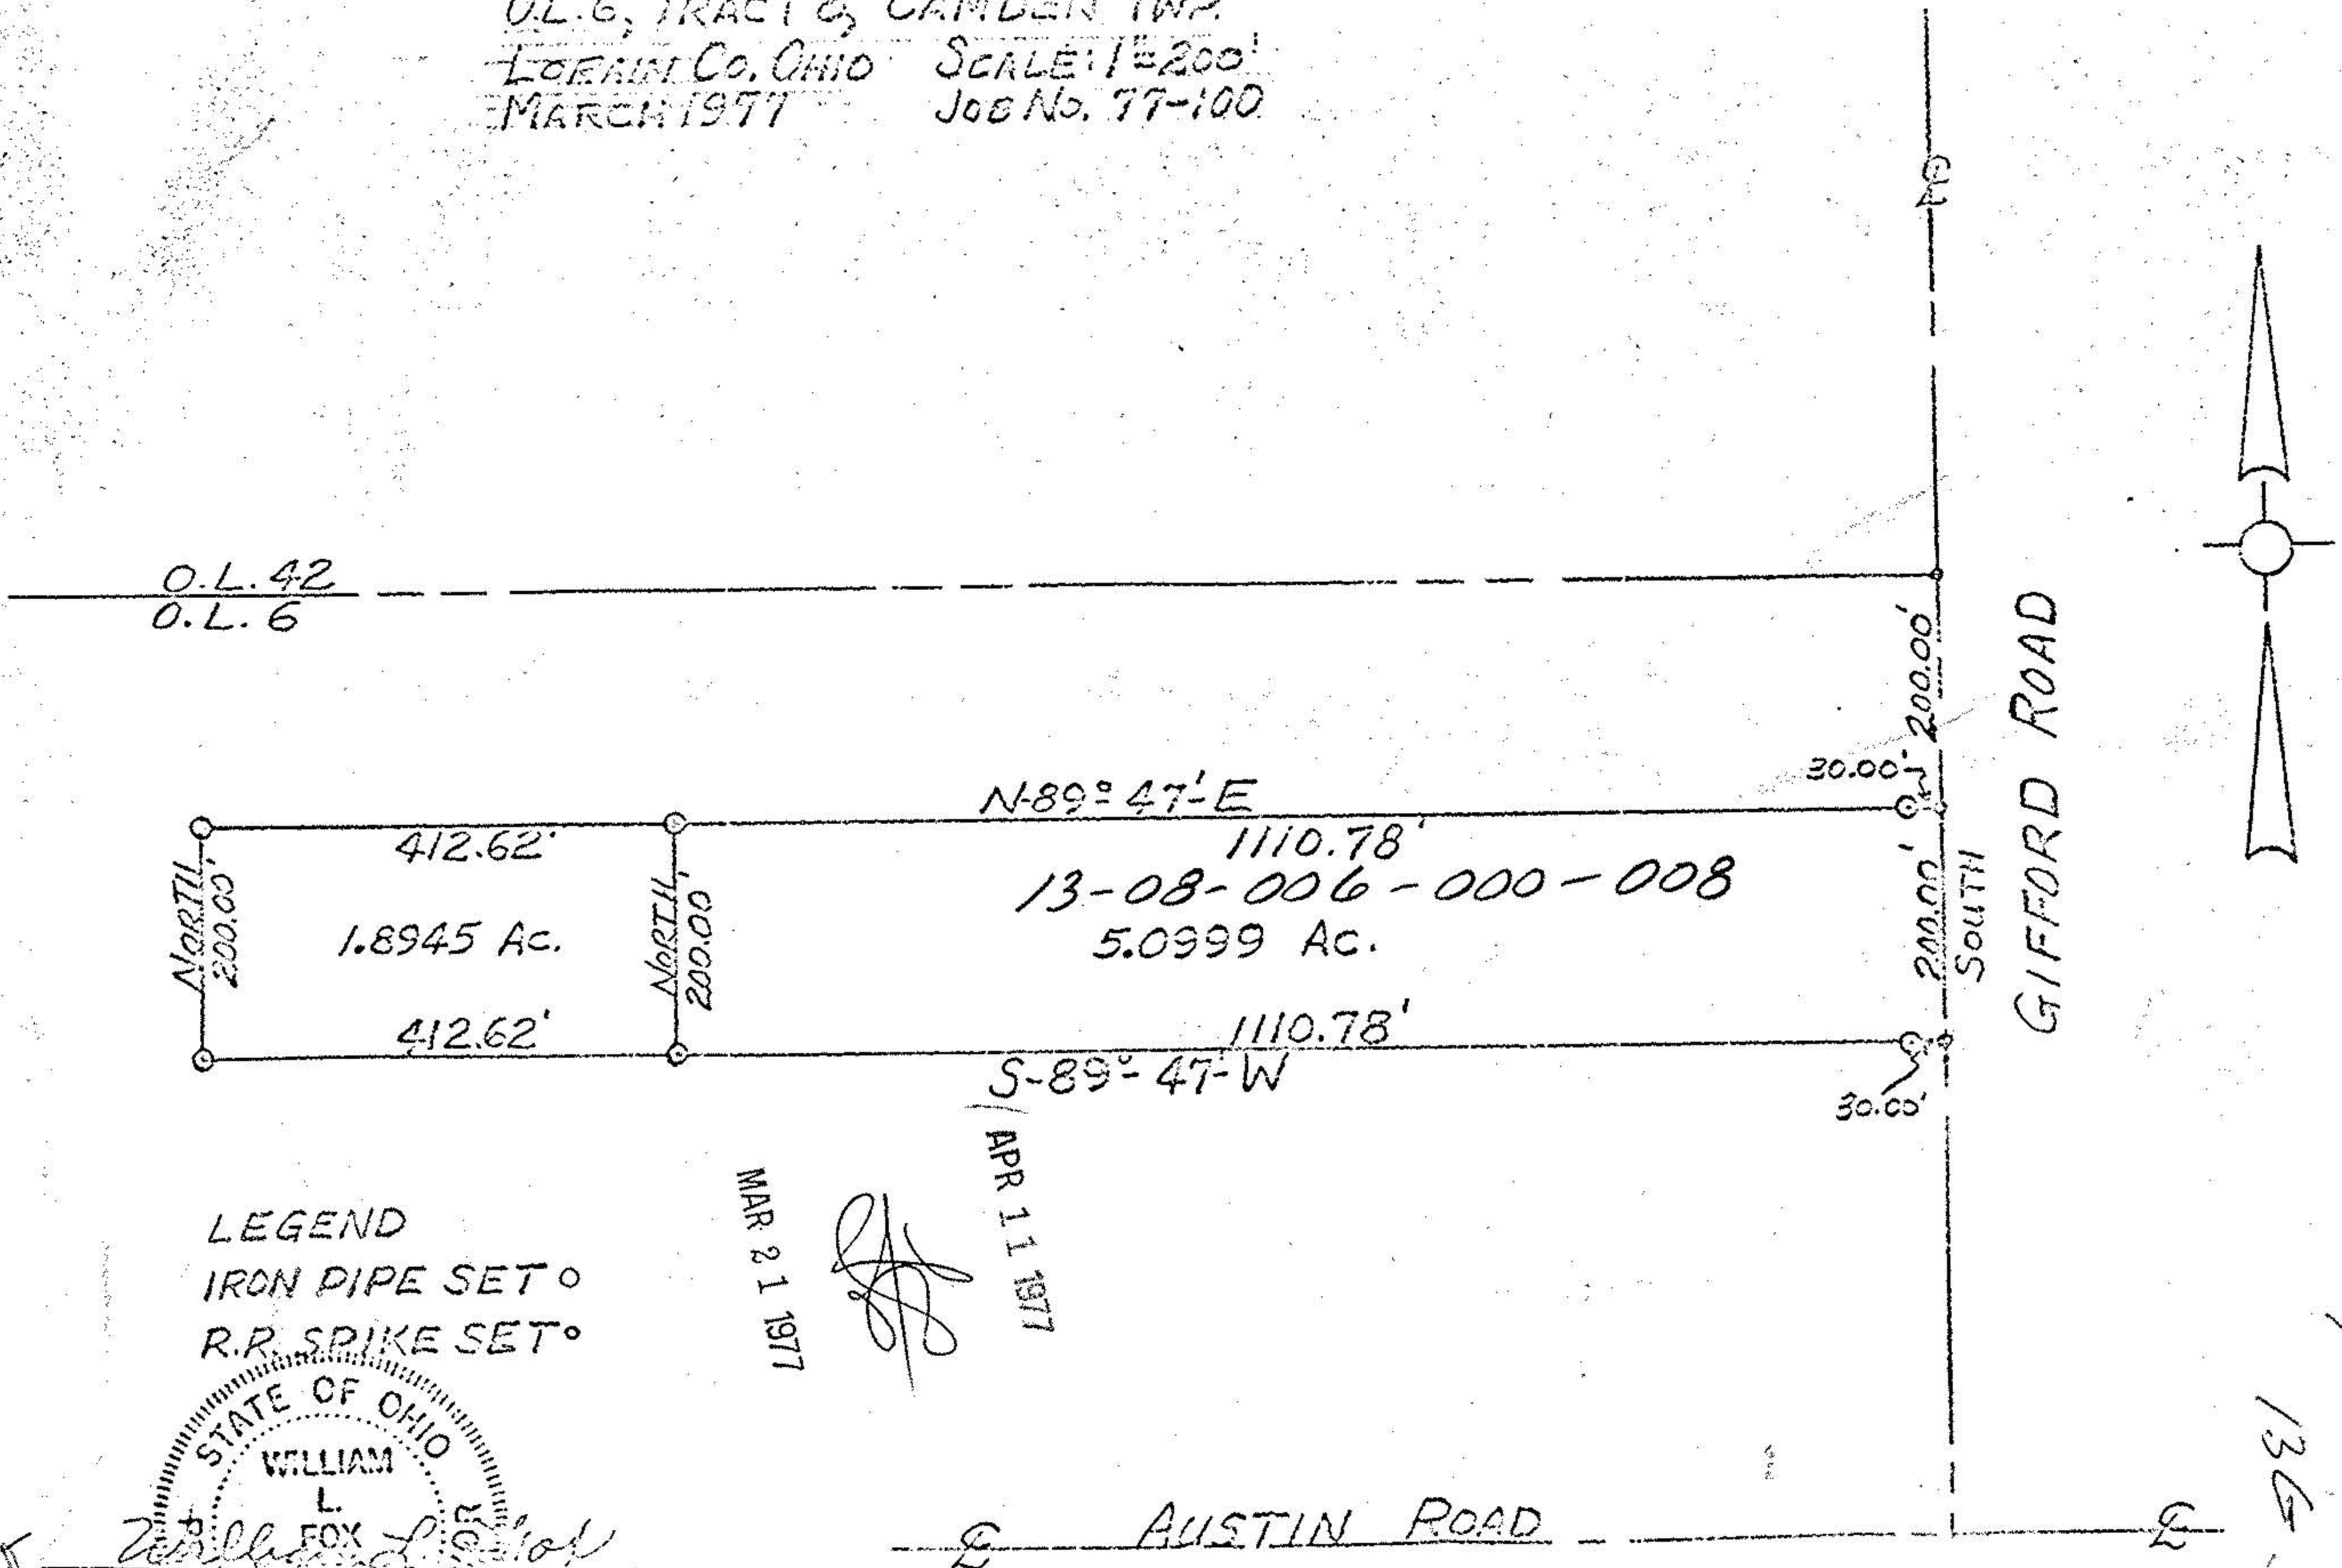 O.L. 6, TRACT 8, CAMDEN TWP.
LORAIN CO. OHIO SCALE: 1"=200'
MARCH 1977 JOB NO. 77-100
O.L. 42
O.L. 6
200.00'
30.00'
N-89°-47'-E
412.62'
1110.78'
13-08-006-000-008
NORTH
200.00'
1.8945 Ac.
NORTH
200.00'
5.0999 Ac.
200.00'
SOUTH
GIFFORD ROAD
412.62'
1110.78'
S-89°-47'-W
30.00'
MAR 21 1977
APR 11 1977
LEGEND
IRON PIPE SET
R.R. SPIKE SET
STATE OF OHIO
WILLIAM
L.
FOX
William L. Fox
AUSTIN ROAD